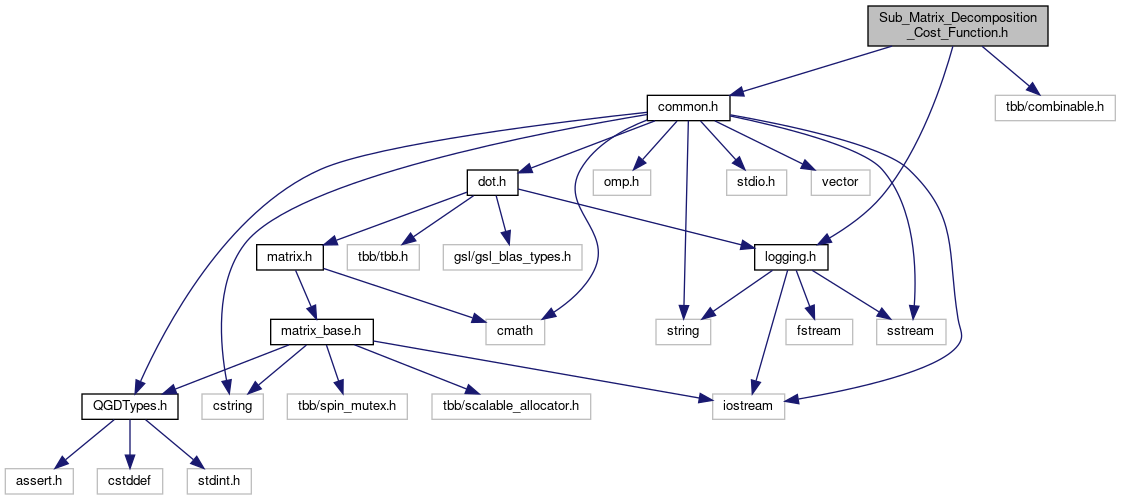 Sub_Matrix_Decomposition
_Cost_Function.h
common.h
tbb/combinable.h
dot.h
omp.h
stdio.h
vector
matrix.h
tbb/tbb.h
gsl/gsl_blas_types.h
logging.h
matrix_base.h
cmath
string
fstream
sstream
QGDTypes.h
cstring
tbb/spin_mutex.h
tbb/scalable_allocator.h
iostream
assert.h
cstddef
stdint.h